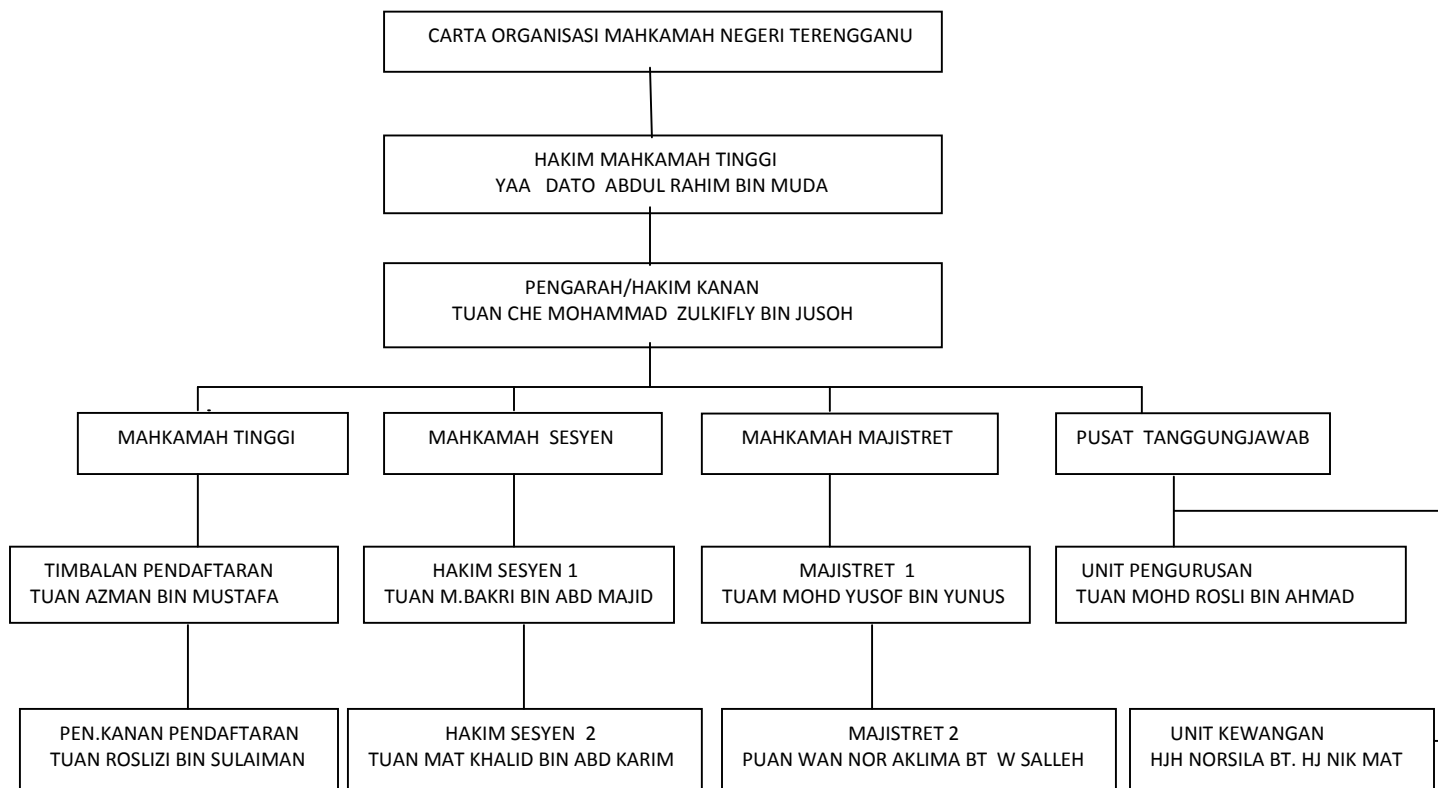 CARTA ORGANISASI MAHKAMAH NEGERI TERENGGANU
HAKIM MAHKAMAH TINGGI
YAA DATO ABDUL RAHIM BIN MUDA
PENGARAH/HAKIM KANAN
TUAN CHE MOHAMMAD ZULKIFLY BIN JUSOH
MAHKAMAH TINGGI
MAHKAMAH SESYEN
MAHKAMAH MAJISTRET
PUSAT TANGGUNGJAWAB
TIMBALAN PENDAFTARAN
TUAN AZMAN BIN MUSTAFA
HAKIM SESYEN 1
TUAN M.BAKRI BIN ABD MAJID
MAJISTRET 1
TUAM MOHD YUSOF BIN YUNUS
UNIT PENGURUSAN
TUAN MOHD ROSLI BIN AHMAD
PEN.KANAN PENDAFTARAN
TUAN ROSLIZI BIN SULAIMAN
HAKIM SESYEN 2
TUAN MAT KHALID BIN ABD KARIM
MAJISTRET 2
PUAN WAN NOR AKLIMA BT W SALLEH
UNIT KEWANGAN
HJH NORSILA BT. HJ NIK MAT